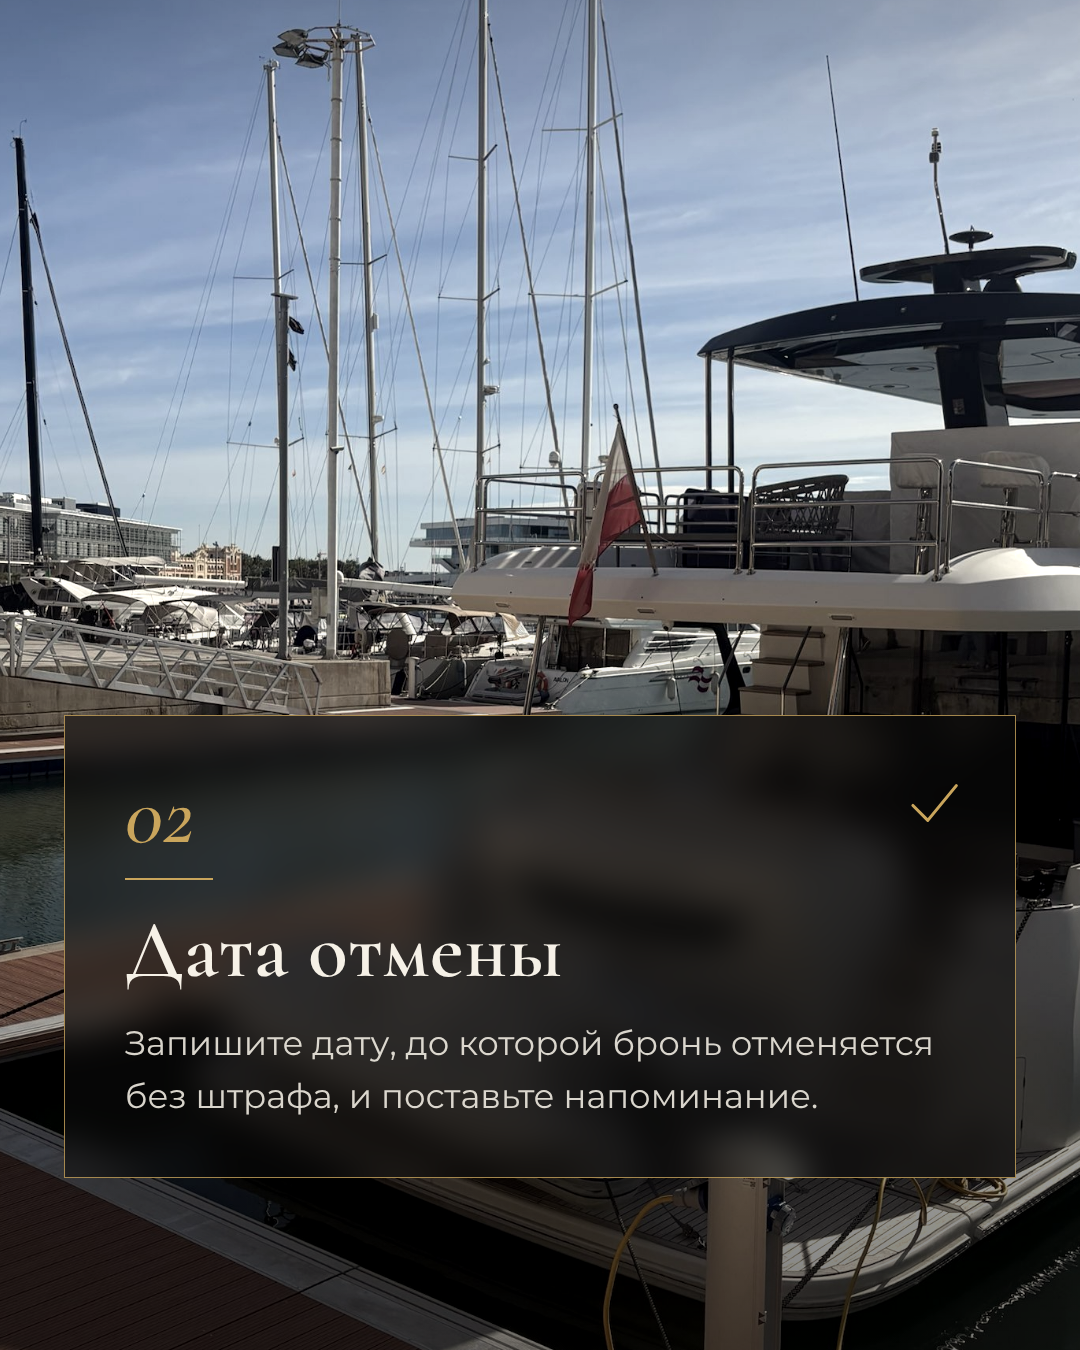 02
Дата отмены
Запишите дату, до которой бронь отменяется
без штрафа, и поставьте напоминание.